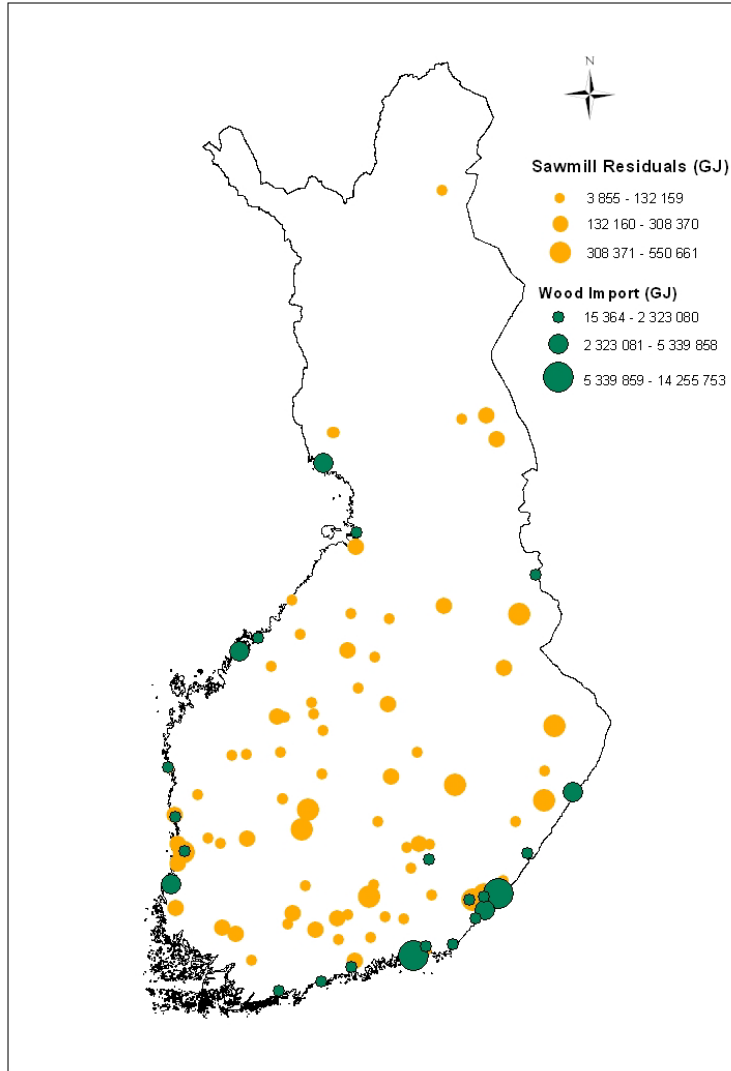 N
Sawmill Residuals (GJ)
3 855 - 132 159
132 160 - 308 370
308 371 - 550 661
Wood Import (GJ)
15 364 - 2 323 080
2 323 081 - 5 339 858
5 339 859 - 14 255 753